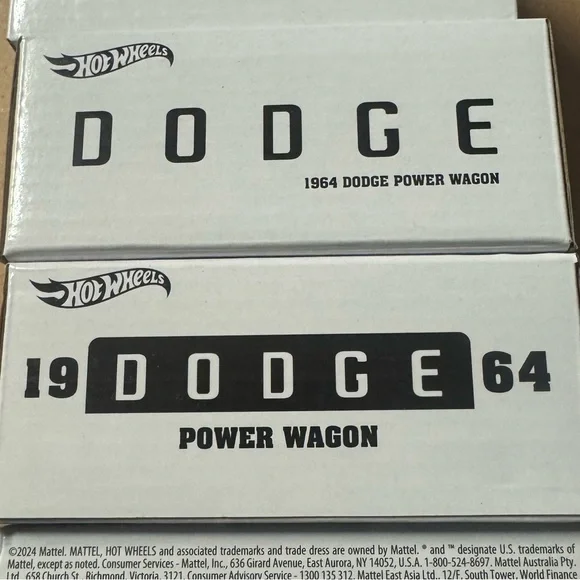 HOT WHEELS
DODGE
1964 DODGE POWER WAGON
HOT WHEELS
19 DODGE 64
POWER WAGON
©2024 Mattel. MATTEL, HOT WHEELS and associated trademarks and trade dress are owned by Mattel. ® and ™ designate U.S. trademarks of
Mattel, except as noted. Consumer Services - Mattel, Inc., 636 Girard Avenue, East Aurora, NY 14052, U.S.A. 1-800-524-8697. Mattel Australia Pty.
Ltd., 658 Church St., Richmond, Victoria, 3121. Consumer Advisory Service - 1300 135 312. Mattel East Asia Ltd., 12/F, South Tower, World Finance